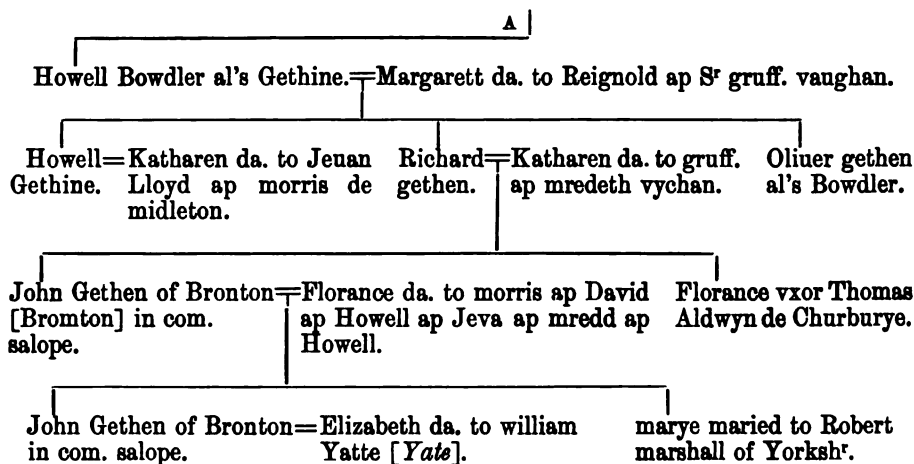 A
Howell Bowdler al's Gethine.=Margarett da. to Reignold ap Sʳ gruff. vaughan.
Howell=Katharen da. to Jeuan
Gethine. Lloyd ap morris de
midleton.
Richard=Katharen da. to gruff.
gethen. ap mredeth vychan.
Oliuer gethen
al's Bowdler.
John Gethen of Bronton=Florance da. to morris ap David
[Bromton] in com. ap Howell ap Jeva ap mredd ap
salope. Howell.
Florance vxor Thomas
Aldwyn de Churburye.
John Gethen of Bronton=Elizabeth da. to william
in com. salope. Yatte [Yate].
marye maried to Robert
marshall of Yorkshʳ.